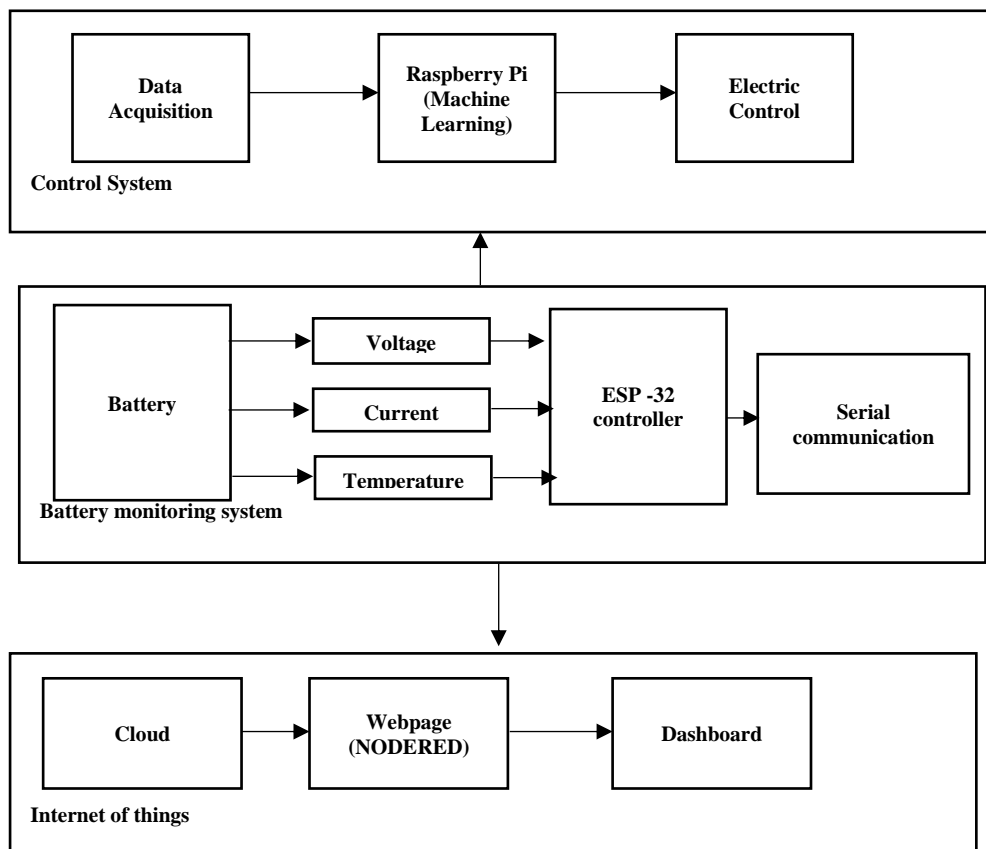 Data
Acquisition
Raspberry Pi
(Machine
Learning)
Electric
Control
Control System
Battery
Voltage
Current
Temperature
ESP -32
controller
Serial
communication
Battery monitoring system
Cloud
Webpage
(NODERED)
Dashboard
Internet of things